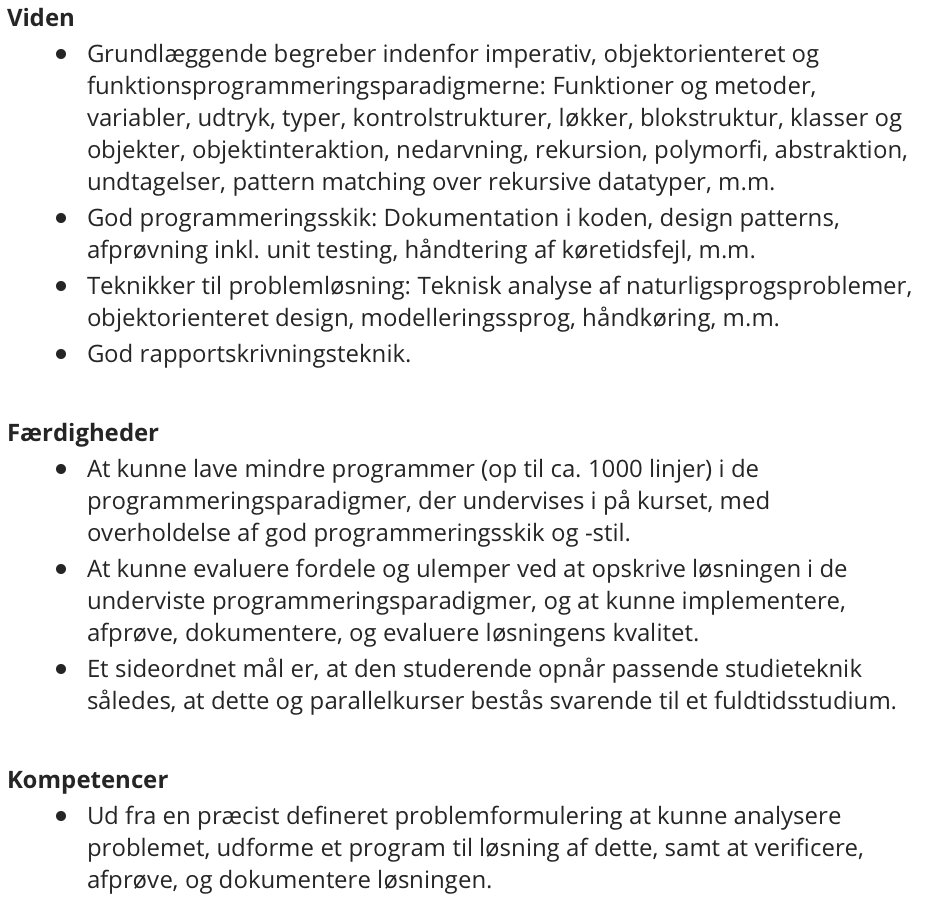 Viden
• Grundlæggende begreber indenfor imperativ, objektorienteret og
funktionsprogrammeringsparadigmerne: Funktioner og metoder,
variabler, udtryk, typer, kontrolstrukturer, løkker, blokstruktur, klasser og
objekter, objektinteraktion, nedarvning, rekursion, polymorfi, abstraktion,
undtagelser, pattern matching over rekursive datatyper, m.m.
• God programmeringsskik: Dokumentation i koden, design patterns,
afprøvning inkl. unit testing, håndtering af køretidsfejl, m.m.
• Teknikker til problemløsning: Teknisk analyse af naturligsprogsproblemer,
objektorienteret design, modelleringssprog, håndkøring, m.m.
• God rapportskrivningsteknik.
Færdigheder
• At kunne lave mindre programmer (op til ca. 1000 linjer) i de
programmeringsparadigmer, der undervises i på kurset, med
overholdelse af god programmeringsskik og -stil.
• At kunne evaluere fordele og ulemper ved at opskrive løsningen i de
underviste programmeringsparadigmer, og at kunne implementere,
afprøve, dokumentere, og evaluere løsningens kvalitet.
• Et sideordnet mål er, at den studerende opnår passende studieteknik
således, at dette og parallelkurser bestås svarende til et fuldtidsstudium.
Kompetencer
• Ud fra en præcist defineret problemformulering at kunne analysere
problemet, udforme et program til løsning af dette, samt at verificere,
afprøve, og dokumentere løsningen.